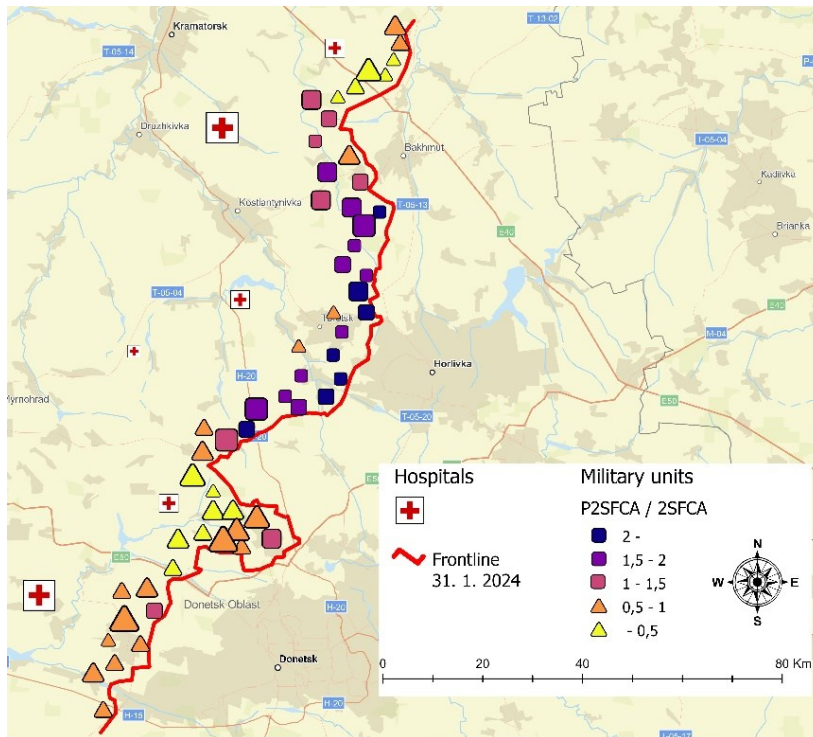 T-13-02
Kramatorsk
T-05-14
Druzhkivka
Bakhmut
T-05-04
Kadiivka
Kostiantynivka
T-05-13
Brianka
E40
E40
T-05-04
M-04
Horlivka
H-20
E50
T-05-20
E50
Hospitals
Military units
P2SFCA / 2SFCA
2 -
1,5 - 2
1 - 1,5
0,5 - 1
- 0,5
Frontline
31. 1. 2024
N
W
E
S
E50
Donetsk Oblast
H-20
Donetsk
0
20
40
60
80 Km
H-15
H-20